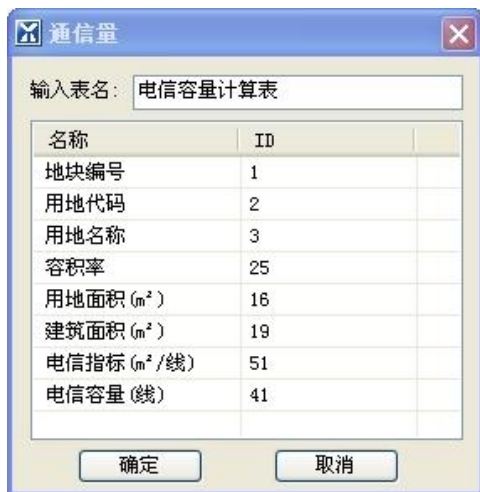 通信量
输入表名: 电信容量计算表
名称 ID
地块编号 1
用地代码 2
用地名称 3
容积率 25
用地面积(㎡) 16
建筑面积(㎡) 19
电信指标(㎡/线) 51
电信容量(线) 41
确定 取消